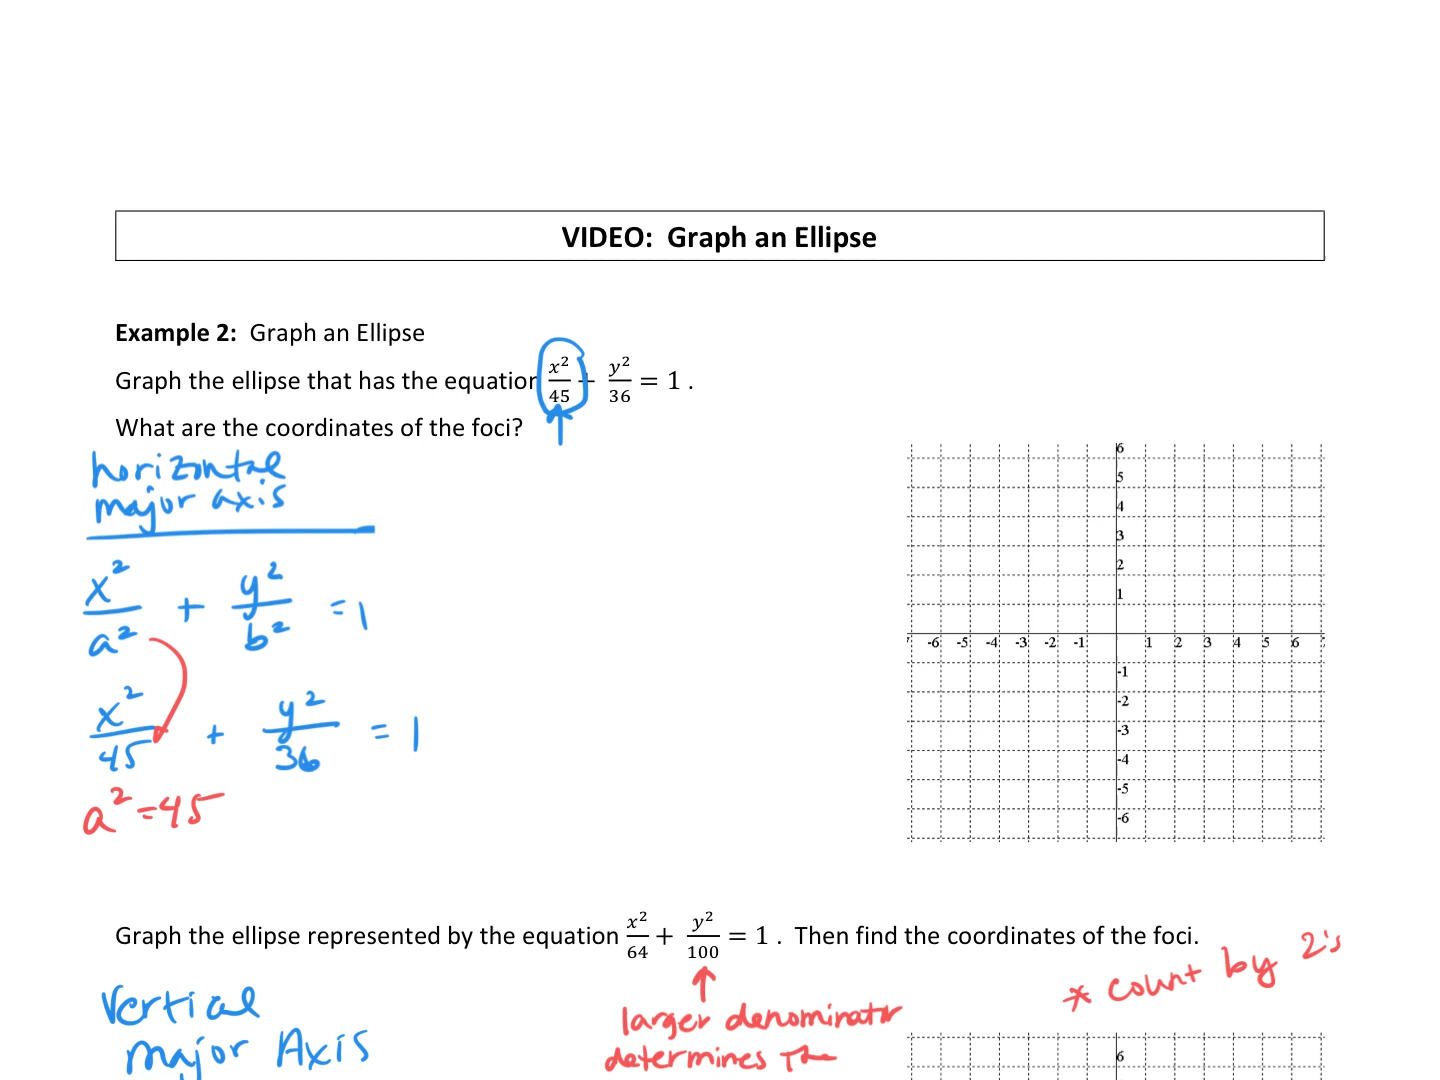 VIDEO: Graph an Ellipse
Example 2: Graph an Ellipse
Graph the ellipse that has the equation x²/45 + y²/36 = 1 .
What are the coordinates of the foci?
horizontal
major axis
x²/a² + y²/b² = 1
x²/45 + y²/36 = 1
a² = 45
6
5
4
3
2
1
-6 -5 -4 -3 -2 -1 1 2 3 4 5 6
-1
-2
-3
-4
-5
-6
Graph the ellipse represented by the equation x²/64 + y²/100 = 1 . Then find the coordinates of the foci.
* count by 2's
Vertical
major Axis
larger denominator
determines the
6